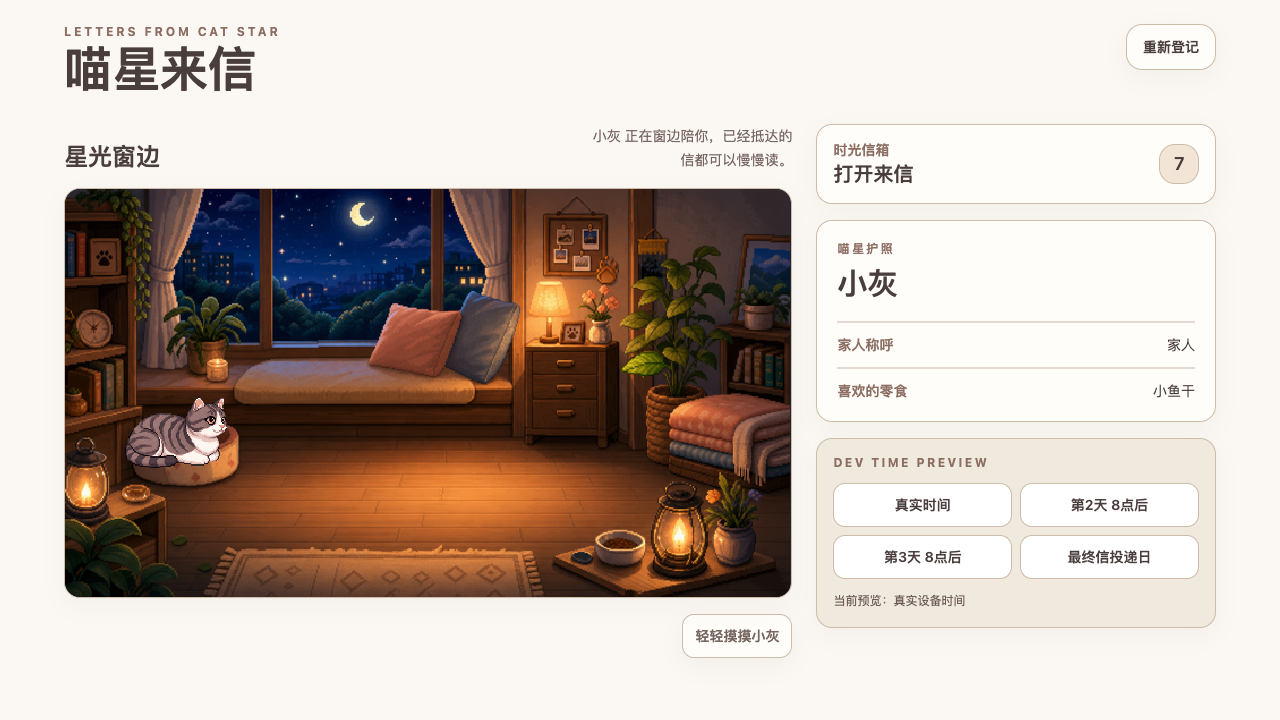 LETTERS FROM CAT STAR
喵星来信
重新登记
星光窗边
小灰 正在窗边陪你，已经抵达的
信都可以慢慢读。
轻轻摸摸小灰
时光信箱
打开来信
7
喵星护照
小灰
家人称呼 家人
喜欢的零食 小鱼干
DEV TIME PREVIEW
真实时间 第2天 8点后
第3天 8点后 最终信投递日
当前预览：真实设备时间